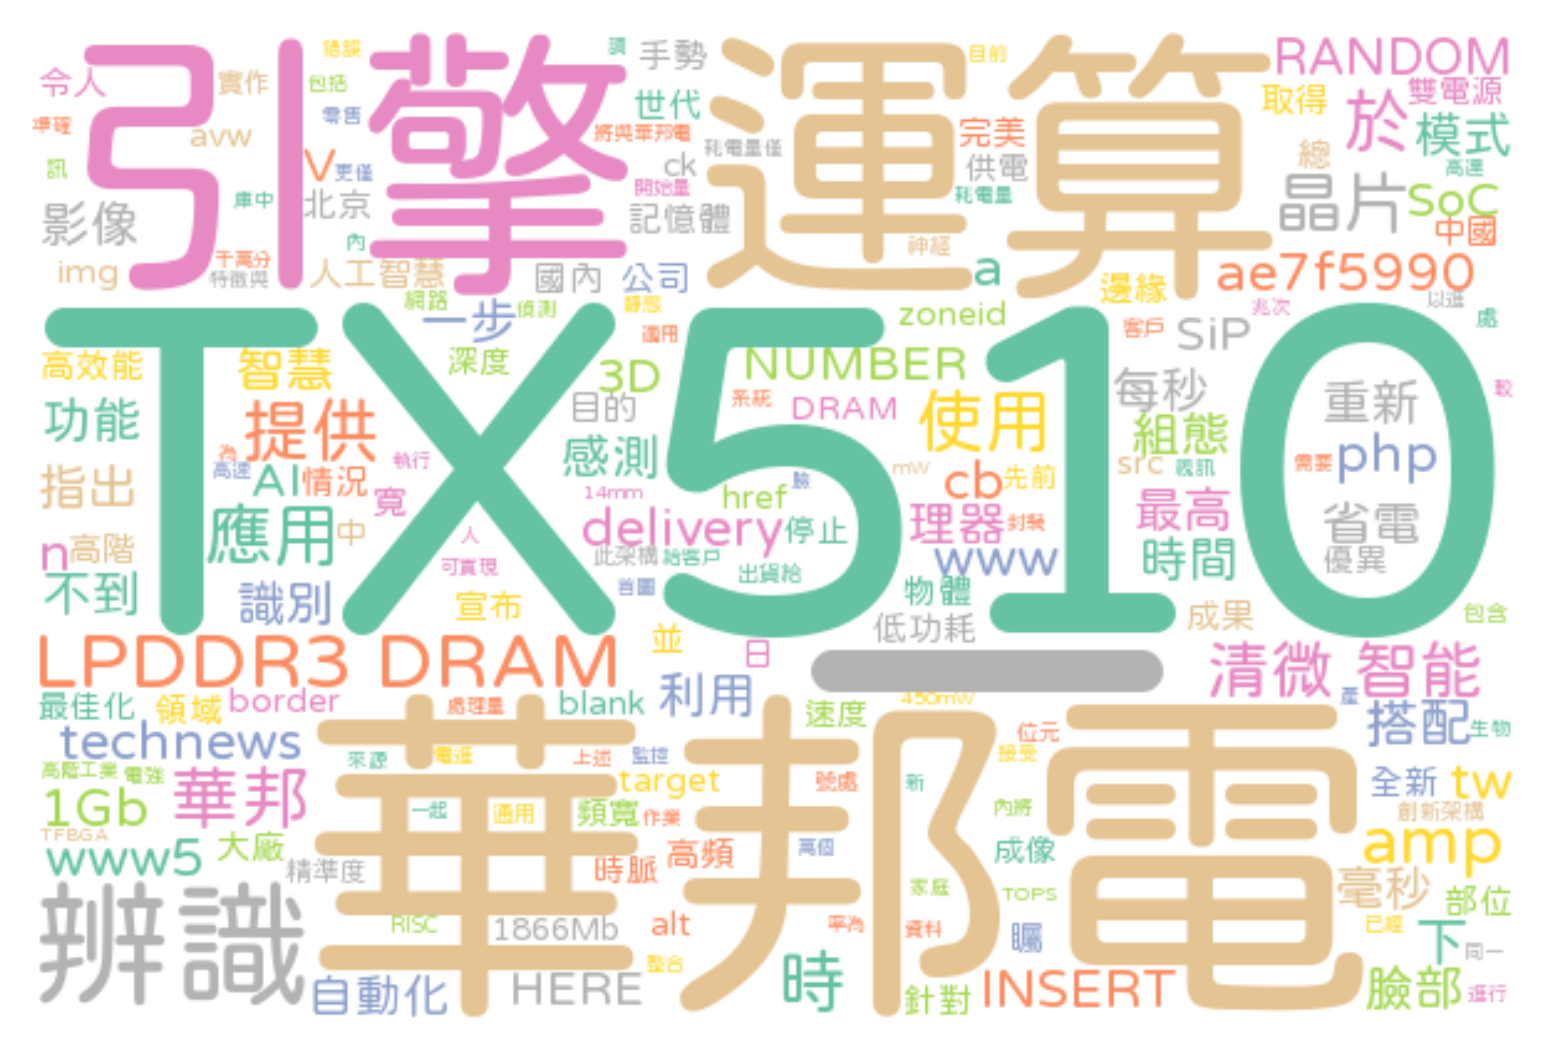 引擎
運算
TX510
華邦電
令人
準確
訊
影像
img
實作
avw
庫中
千萬分
特徵與
錯誤
包括
零售
V
更僅
北京
內
人工智慧
網路
一步
偵測
調
手勢
世代
將與華邦電
ck
開始量
記憶體
國內
公司
靜態
適用
耗電量僅
目前
完美
供電
耗電量
神經
a
zoneid
RANDOM
取得
於
雙電源
模式
總
高達
晶片
SoC
中國
ae7f5990
邊緣
兆次
以進
處
客戶
SiP
高效能
功能
指出
n
高階
不到
智慧
提供
為
高速
AI
情況
應用
中
識別
執行
寬
深度
人
可實現
宣布
3D
目的
感測
14mm
delivery
此架構
給客戶
首圖
NUMBER
系統
DRAM
href
臉
停止
出貨給
使用
mW
cb
先前
理器
封裝
www
物體
低功耗
每秒
組態
src
視訊
最高
時間
成果
重新
需要
php
省電
優異
較
包含
LPDDR3 DRAM
並
日
清微 智能
最佳化
領域
border
technews
處理量
blank
利用
450mW
速度
產
搭配
生物
高階工業
電強
1Gb
華邦
TFBGA
www5
大廠
精準度
辨識
自動化
來源
電進
上述
監控
target
一起
通用
頻寬
作業
時脈
高頻
RISC
1866Mb
alt
整合
HERE
號處
萬個
平為
時
位元
接受
新
內將
成像
家庭
TOPS
資料
矚
針對
INSERT
全新
tw
創新架構
amp
毫秒
部位
已經
下
同一
臉部
進行